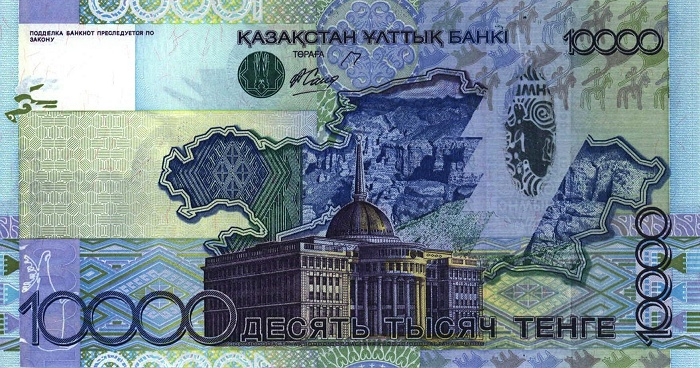 ПОДДЕЛКА БАНКНОТ ПРЕСЛЕДУЕТСЯ ПО
ЗАКОНУ
ҚАЗАҚСТАН ҰЛТТЫҚ БАНКІ
ТӨРАҒА
10000
10000
10000 ДЕСЯТЬ ТЫСЯЧ ТЕНГЕ